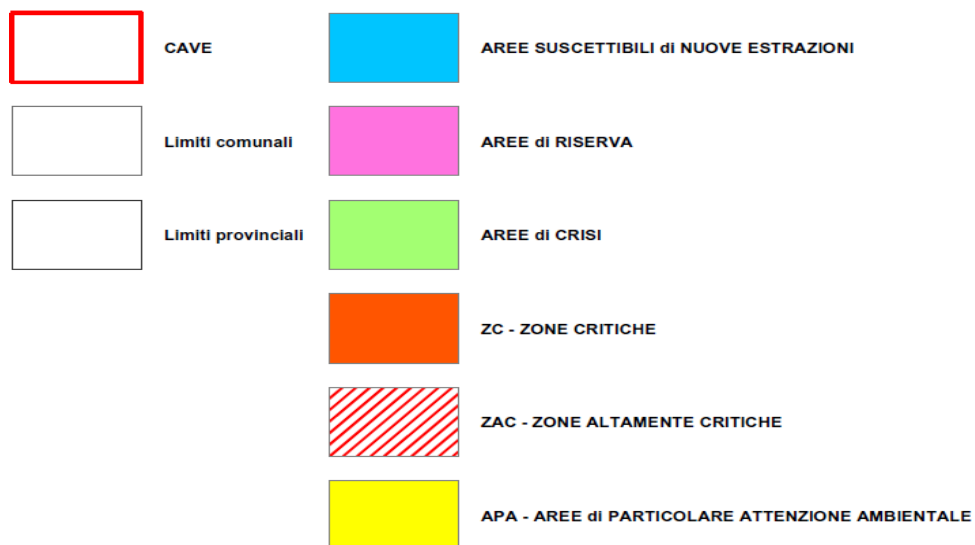 CAVE
Limiti comunali
Limiti provinciali
AREE SUSCETTIBILI di NUOVE ESTRAZIONI
AREE di RISERVA
AREE di CRISI
ZC - ZONE CRITICHE
ZAC - ZONE ALTAMENTE CRITICHE
APA - AREE di PARTICOLARE ATTENZIONE AMBIENTALE